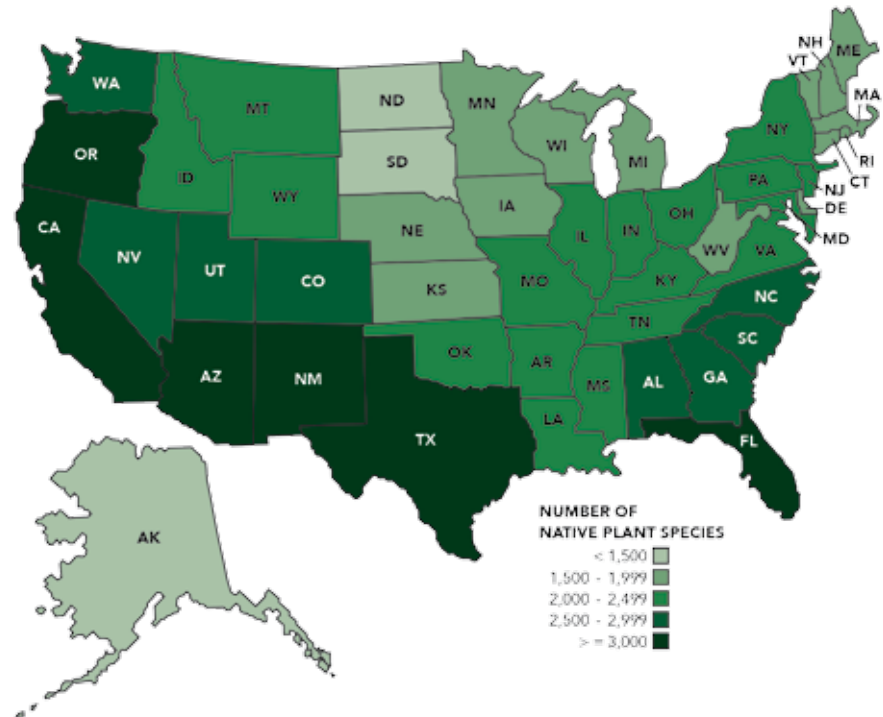 NH
ME
VT
WA
MA
ND
MT
MN
OR
NY
WI
SD
MI
RI
ID
WY
CT
PA
IA
NJ
NE
OH
DE
CA
IL
IN
NV
WV
MD
UT
VA
CO
KS
MO
KY
NC
TN
SC
OK
AZ
NM
AR
MS
AL
GA
LA
TX
FL
NUMBER OF
NATIVE PLANT SPECIES
< 1,500
AK
1,500 - 1,999
2,000 - 2,499
2,500 - 2,999
> = 3,000